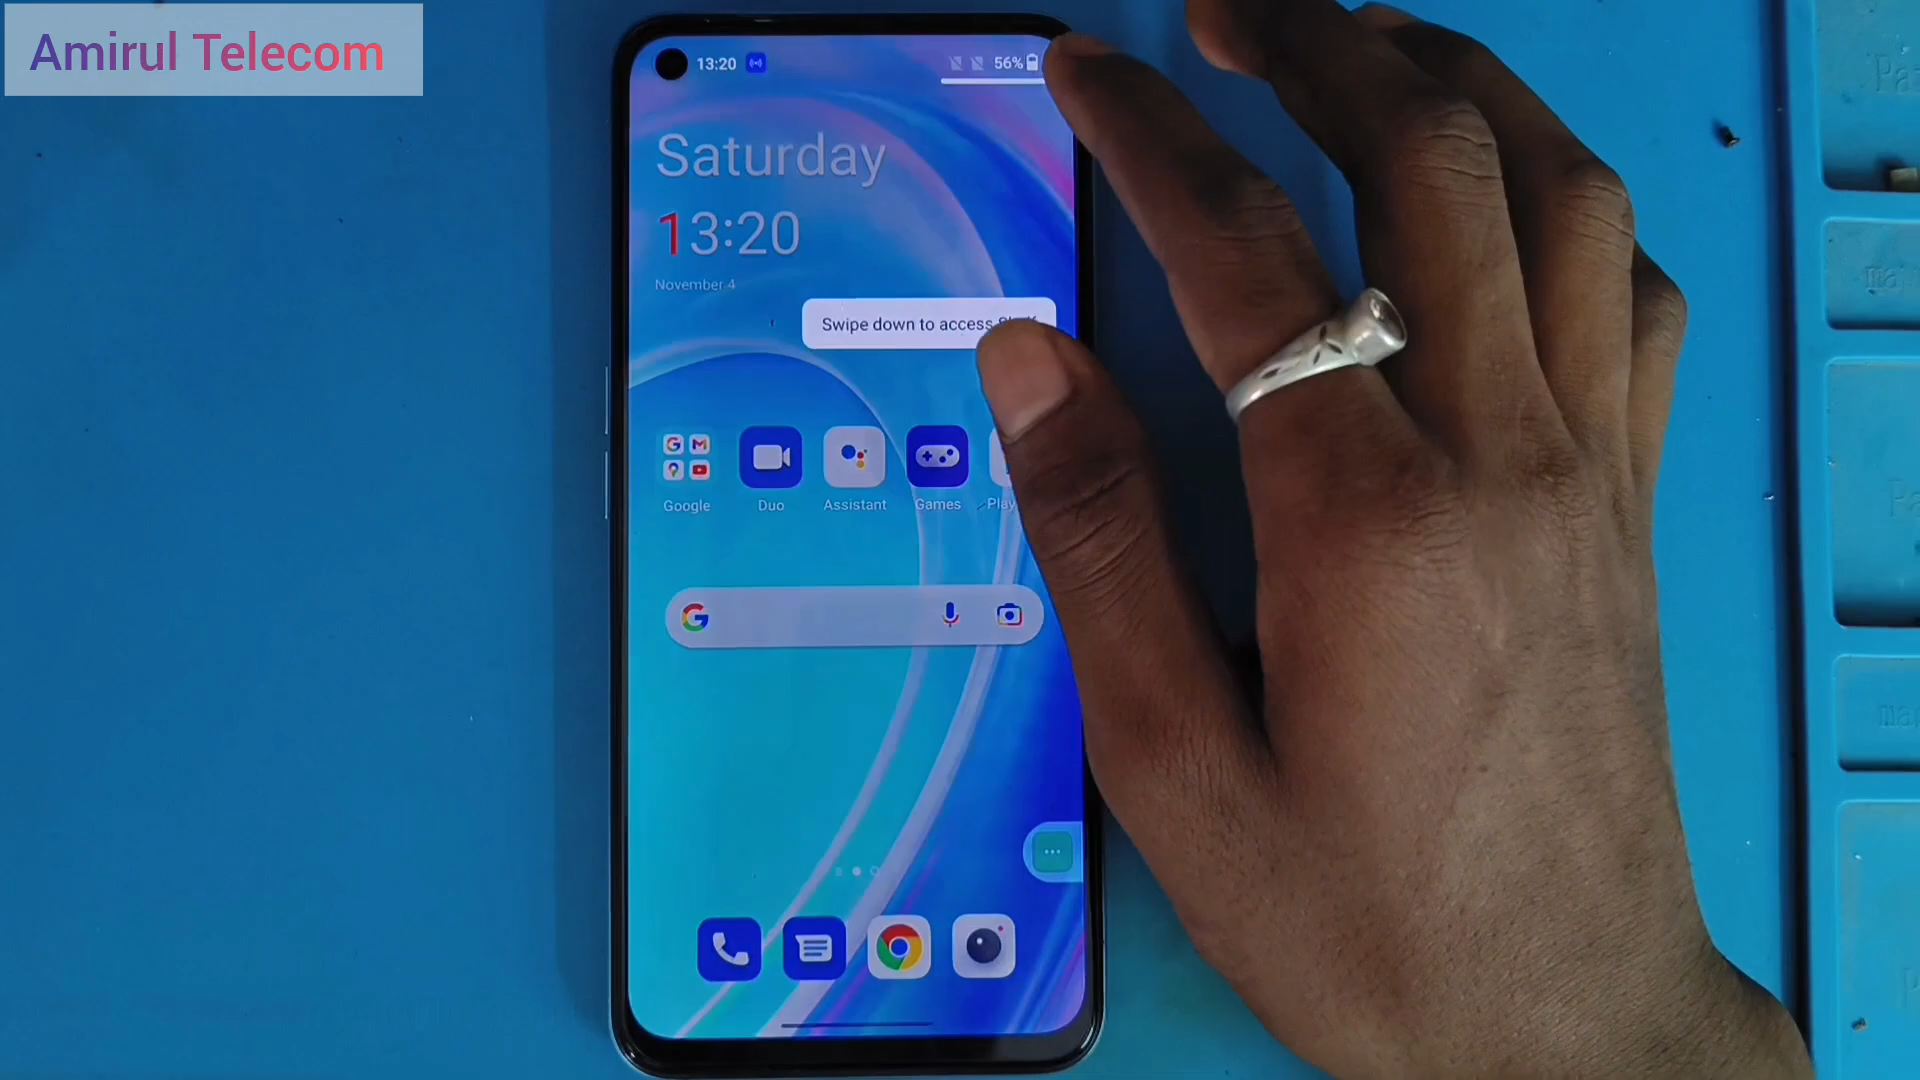 Amirul Telecom
13:20
56%
Saturday
13:20
November 4
Swipe down to access
Google
Duo
Assistant
Games
Play